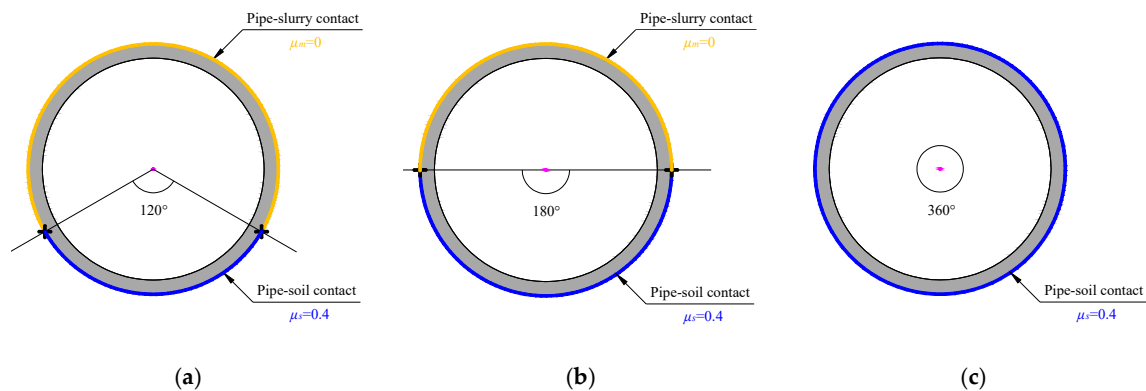 Pipe-slurry contact
μm=0
120°
Pipe-soil contact
μs=0.4
(a)
Pipe-slurry contact
μm=0
180°
Pipe-soil contact
μs=0.4
(b)
360°
Pipe-soil contact
μs=0.4
(c)